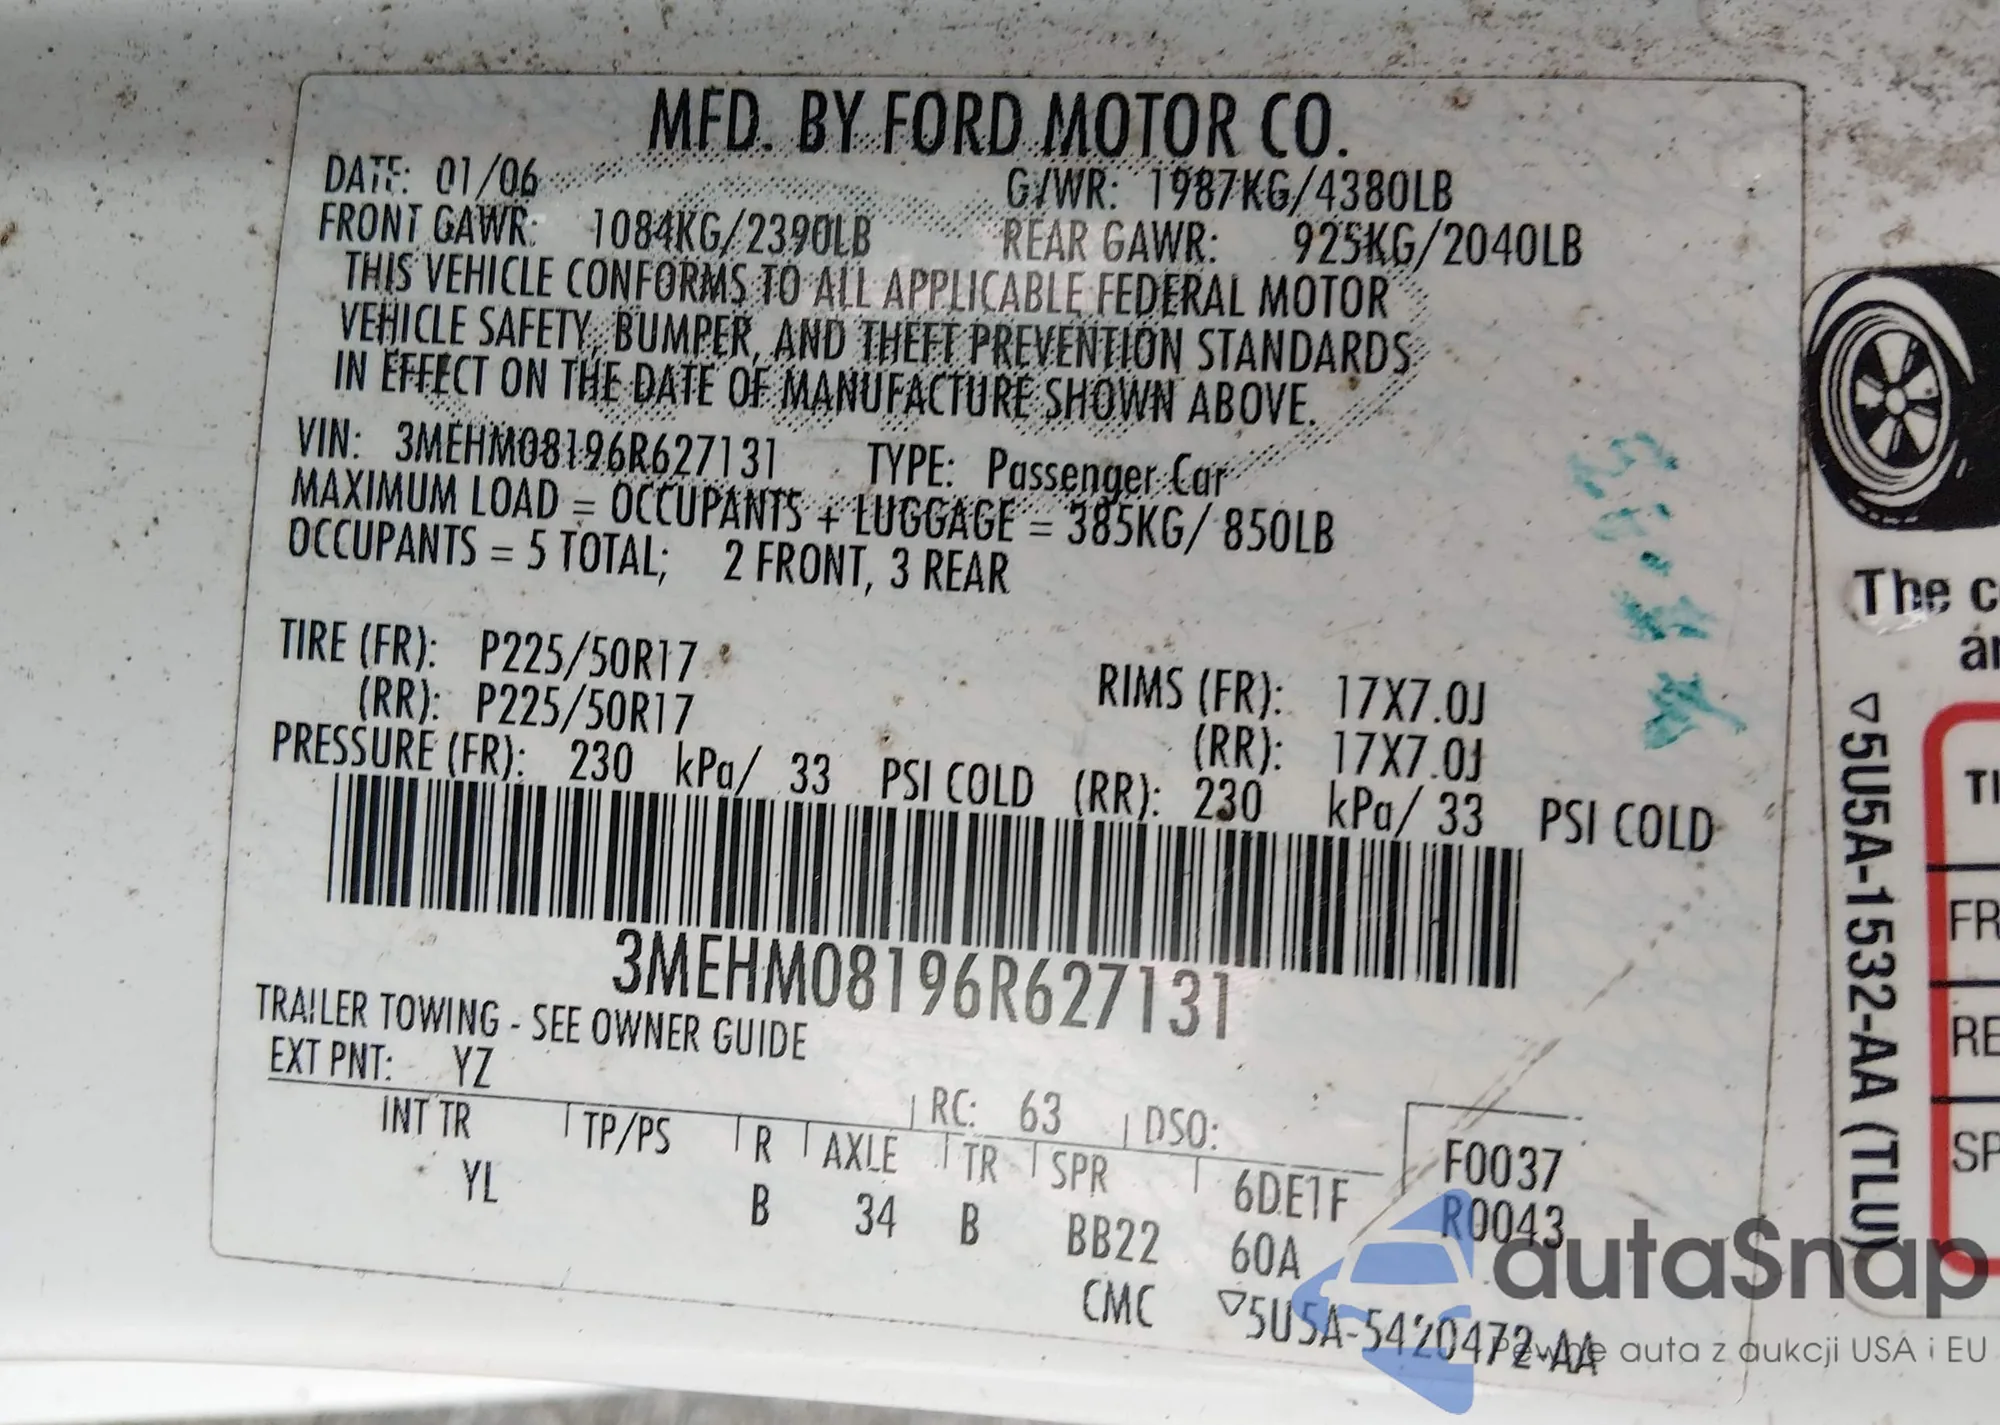 MFD. BY FORD MOTOR CO.
DATE: 01/06 GVWR: 1987KG/4380LB
FRONT GAWR: 1084KG/2390LB REAR GAWR: 925KG/2040LB
THIS VEHICLE CONFORMS TO ALL APPLICABLE FEDERAL MOTOR
VEHICLE SAFETY, BUMPER, AND THEFT PREVENTION STANDARDS
IN EFFECT ON THE DATE OF MANUFACTURE SHOWN ABOVE.
VIN: 3MEHM08196R627131 TYPE: Passenger Car
MAXIMUM LOAD = OCCUPANTS + LUGGAGE = 385KG/ 850LB
OCCUPANTS = 5 TOTAL; 2 FRONT, 3 REAR
TIRE (FR): P225/50R17 RIMS (FR): 17X7.0J
(RR): P225/50R17 (RR): 17X7.0J
PRESSURE (FR): 230 kPa/ 33 PSI COLD (RR): 230 kPa/ 33 PSI COLD
3MEHM08196R627131
TRAILER TOWING - SEE OWNER GUIDE
EXT PNT: YZ RC: 63 DSO: F0037
INT TR TP/PS R AXLE TR SPR 6DE1F R0043
YL B 34 B BB22 60A
CMC ▽5U5A-5420472-AA
The
▽5U5A-1532-AA (TLU)
FR
RE
SP
autaSnap
Pewne auta z aukcji USA i EU